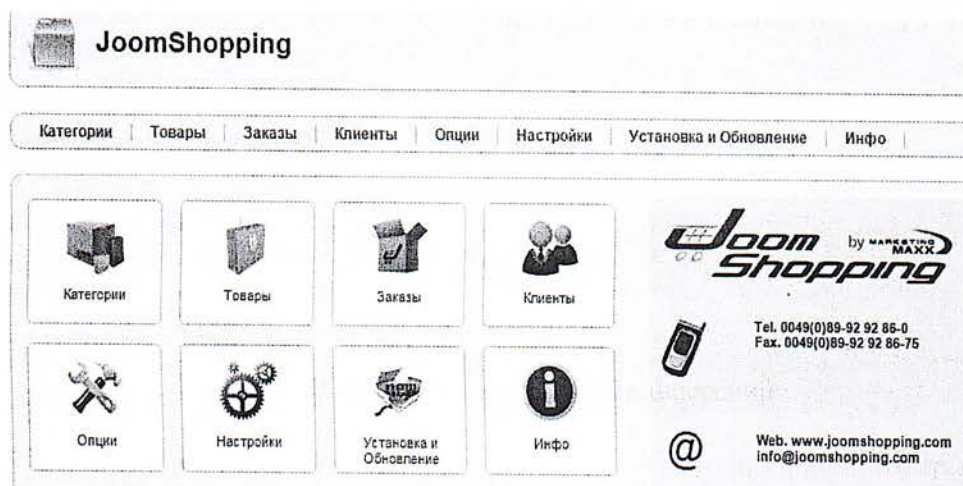 JoomShopping
Категории | Товары | Заказы | Клиенты | Опции | Настройки | Установка и Обновление | Инфо |
Категории
Товары
Заказы
Клиенты
Опции
Настройки
new
Установка и
Обновление
Инфо
Joom by MARKETING
MAXX
Shopping
Tel. 0049(0)89-92 92 86-0
Fax. 0049(0)89-92 92 86-75
@
Web. www.joomshopping.com
info@joomshopping.com